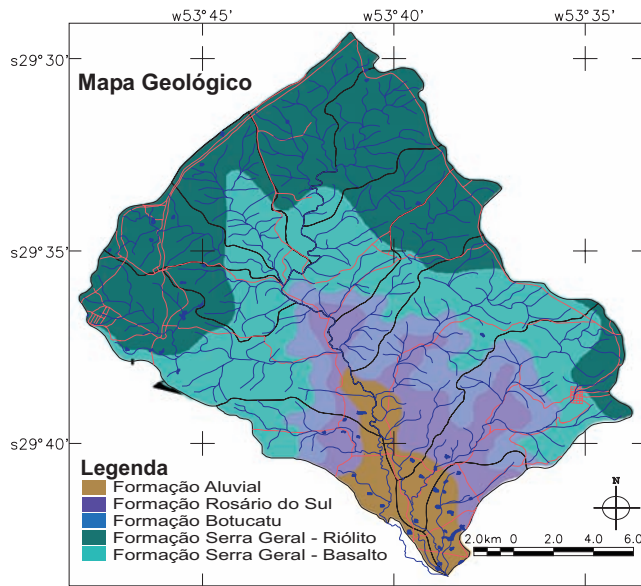 w53°45' w53°40' w53°35'
s29°30'
Mapa Geológico
s29°35'
s29°40'
Legenda
Formação Aluvial
Formação Rosário do Sul
Formação Botucatu
Formação Serra Geral - Riólito
Formação Serra Geral - Basalto
N
2.0km 0 2.0 4.0 6.0